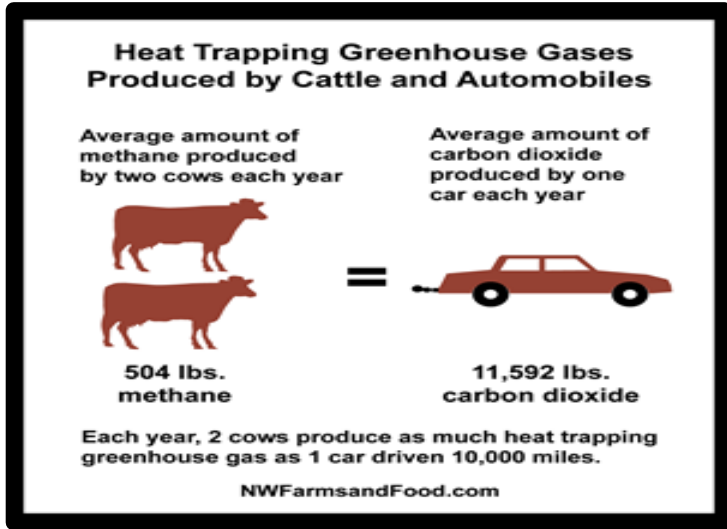 Heat Trapping Greenhouse Gases
Produced by Cattle and Automobiles
Average amount of
methane produced
by two cows each year
Average amount of
carbon dioxide
produced by one
car each year
=
504 lbs.
methane
11,592 lbs.
carbon dioxide
Each year, 2 cows produce as much heat trapping
greenhouse gas as 1 car driven 10,000 miles.
NWFarmsandFood.com